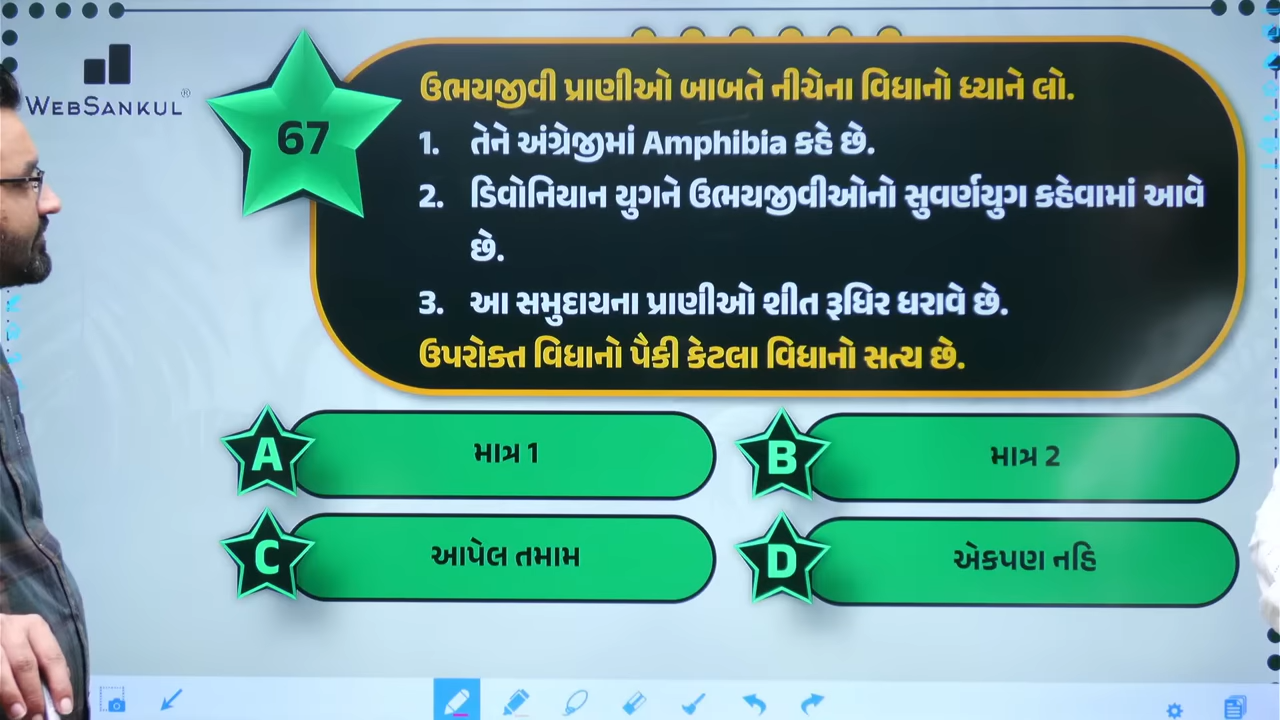 WEBSANKUL®
67
ઉભયજીવી પ્રાણીઓ બાબતે નીચેના વિધાનો ધ્યાને લો.
1. તેને અંગ્રેજીમાં Amphibia કહે છે.
2. ડિવોનિયાન યુગને ઉભયજીવીઓનો સુવર્ણયુગ કહેવામાં આવે
છે.
3. આ સમુદાયના પ્રાણીઓ શીત રૂધિર ધરાવે છે.
ઉપરોક્ત વિધાનો પૈકી કેટલા વિધાનો સત્ય છે.
A માત્ર 1
B માત્ર 2
C આપેલ તમામ
D એકપણ નહિ